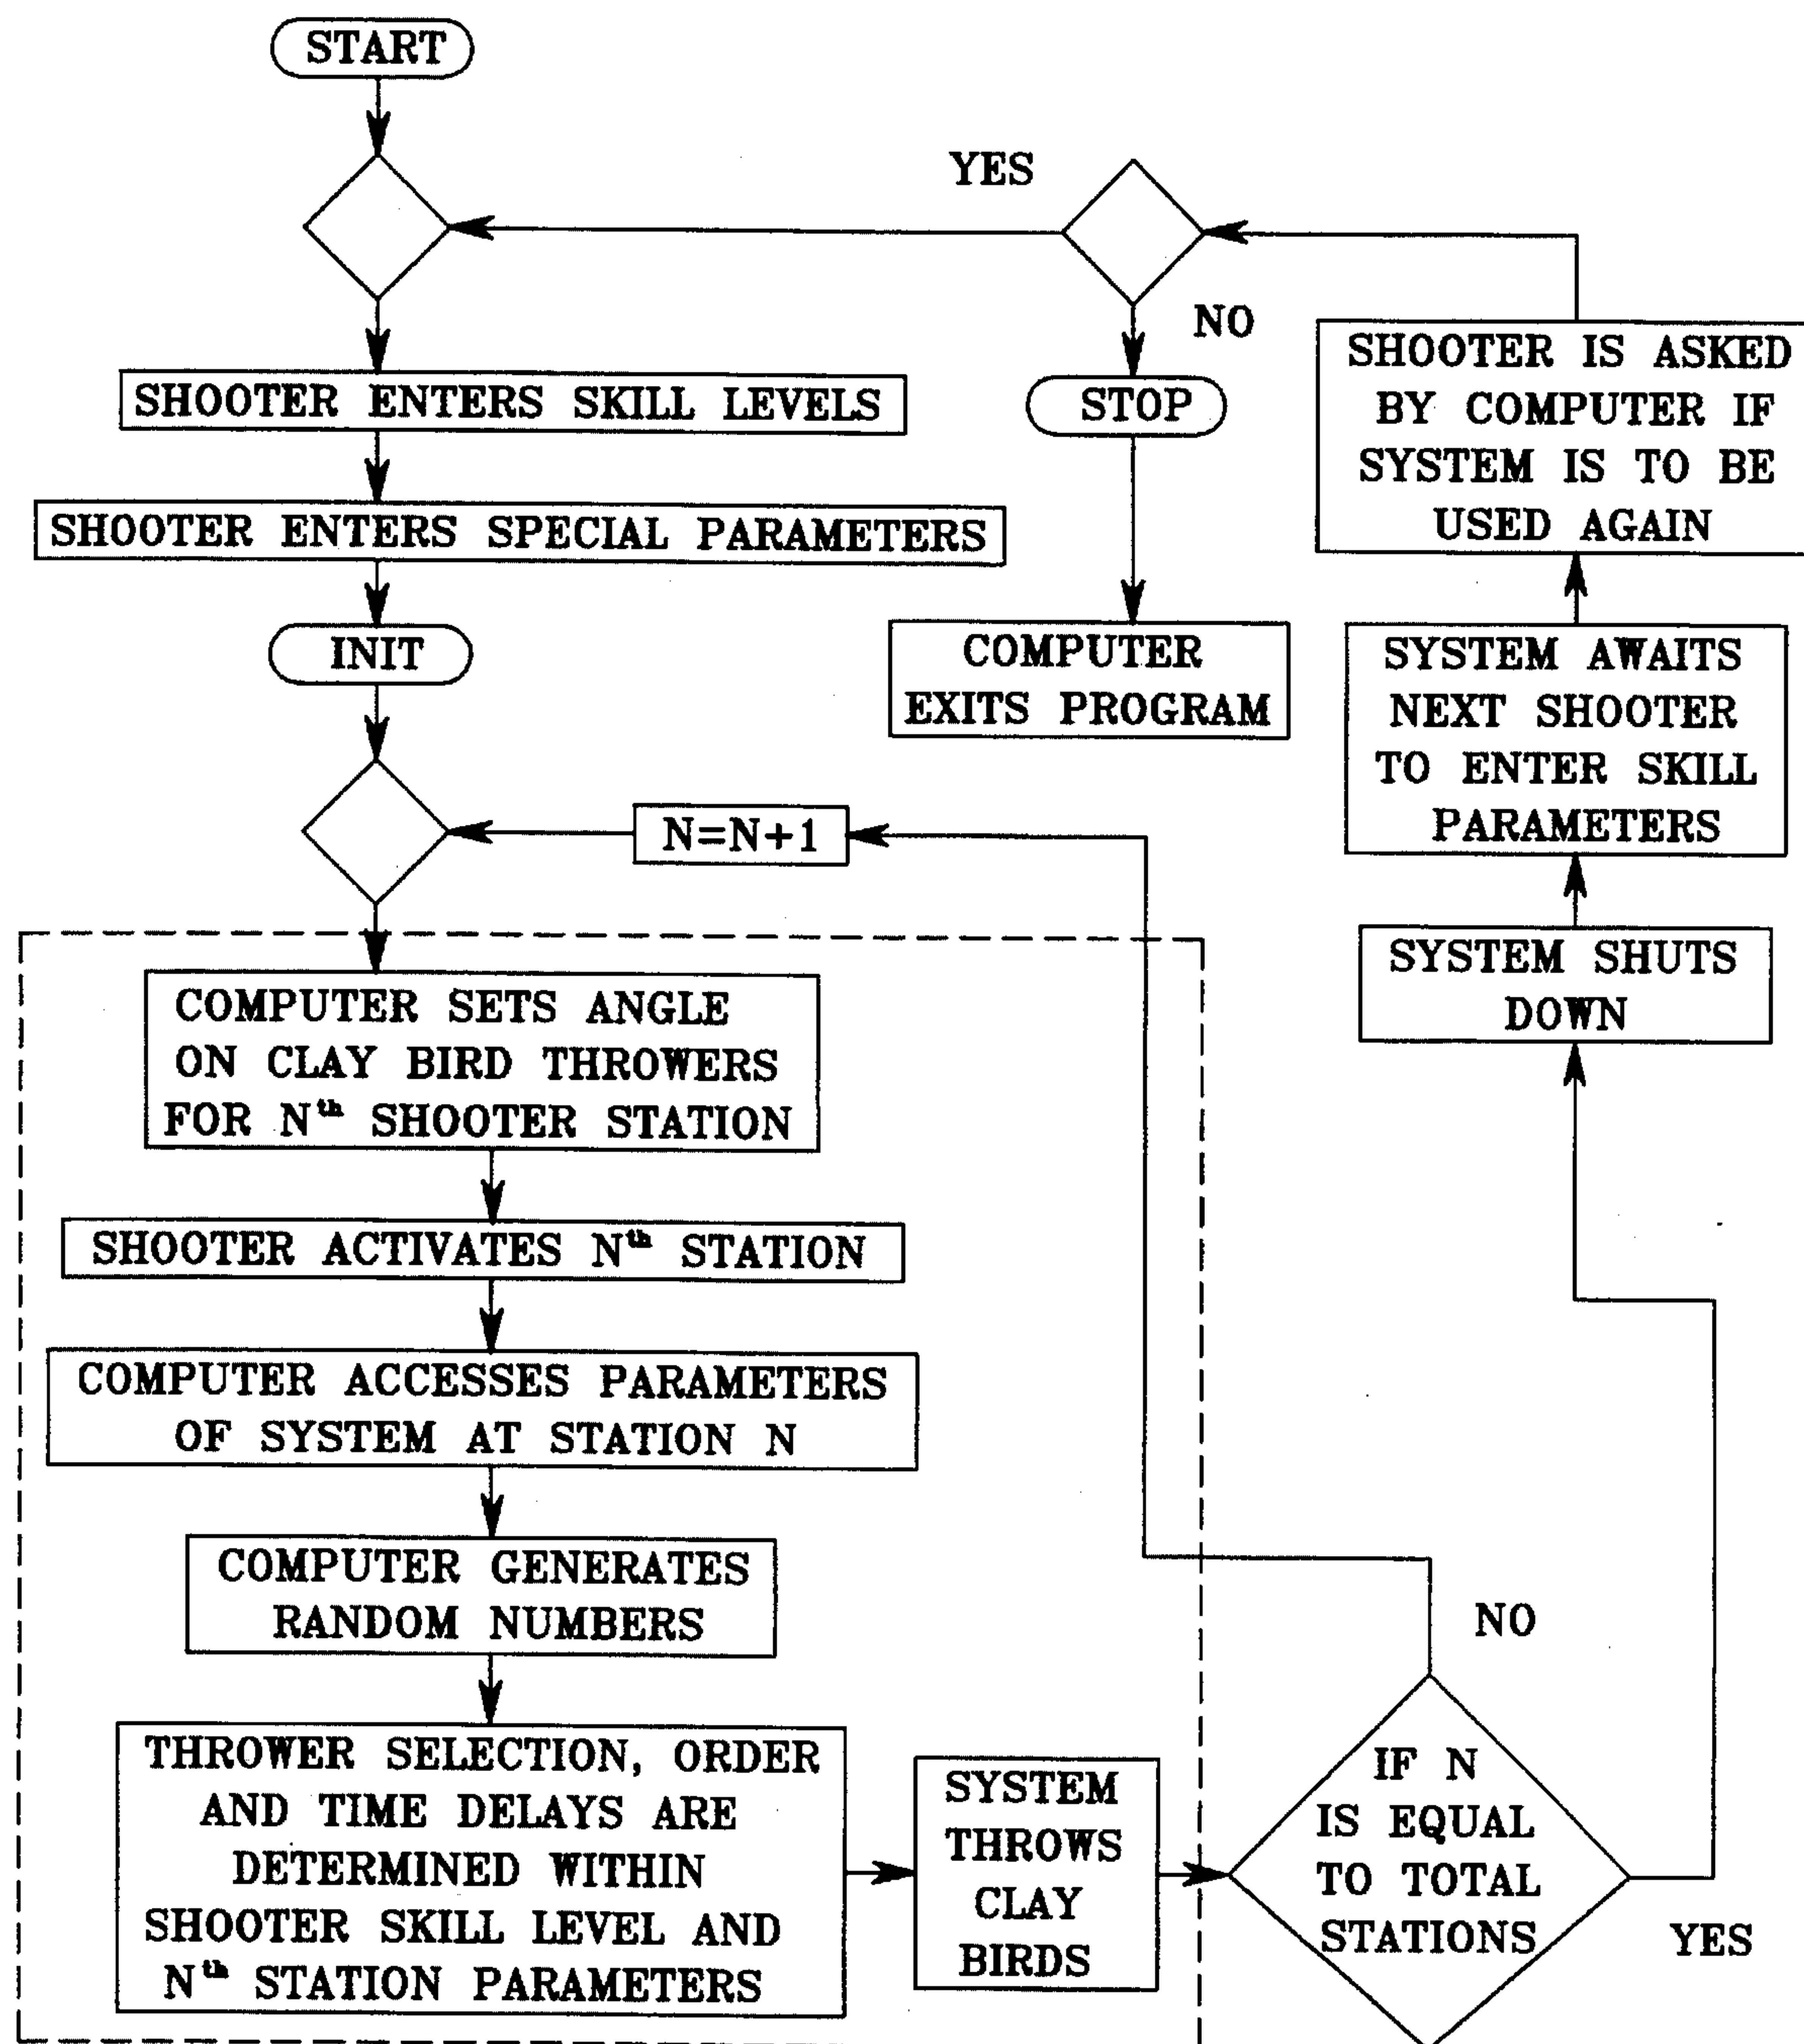 START
YES
NO
SHOOTER ENTERS SKILL LEVELS
STOP
SHOOTER IS ASKED
BY COMPUTER IF
SYSTEM IS TO BE
USED AGAIN
SHOOTER ENTERS SPECIAL PARAMETERS
INIT
COMPUTER
EXITS PROGRAM
SYSTEM AWAITS
NEXT SHOOTER
TO ENTER SKILL
PARAMETERS
N=N+1
SYSTEM SHUTS
DOWN
COMPUTER SETS ANGLE
ON CLAY BIRD THROWERS
FOR Nth SHOOTER STATION
SHOOTER ACTIVATES Nth STATION
COMPUTER ACCESSES PARAMETERS
OF SYSTEM AT STATION N
COMPUTER GENERATES
RANDOM NUMBERS
THROWER SELECTION, ORDER
AND TIME DELAYS ARE
DETERMINED WITHIN
SHOOTER SKILL LEVEL AND
Nth STATION PARAMETERS
SYSTEM
THROWS
CLAY
BIRDS
NO
IF N
IS EQUAL
TO TOTAL
STATIONS
YES